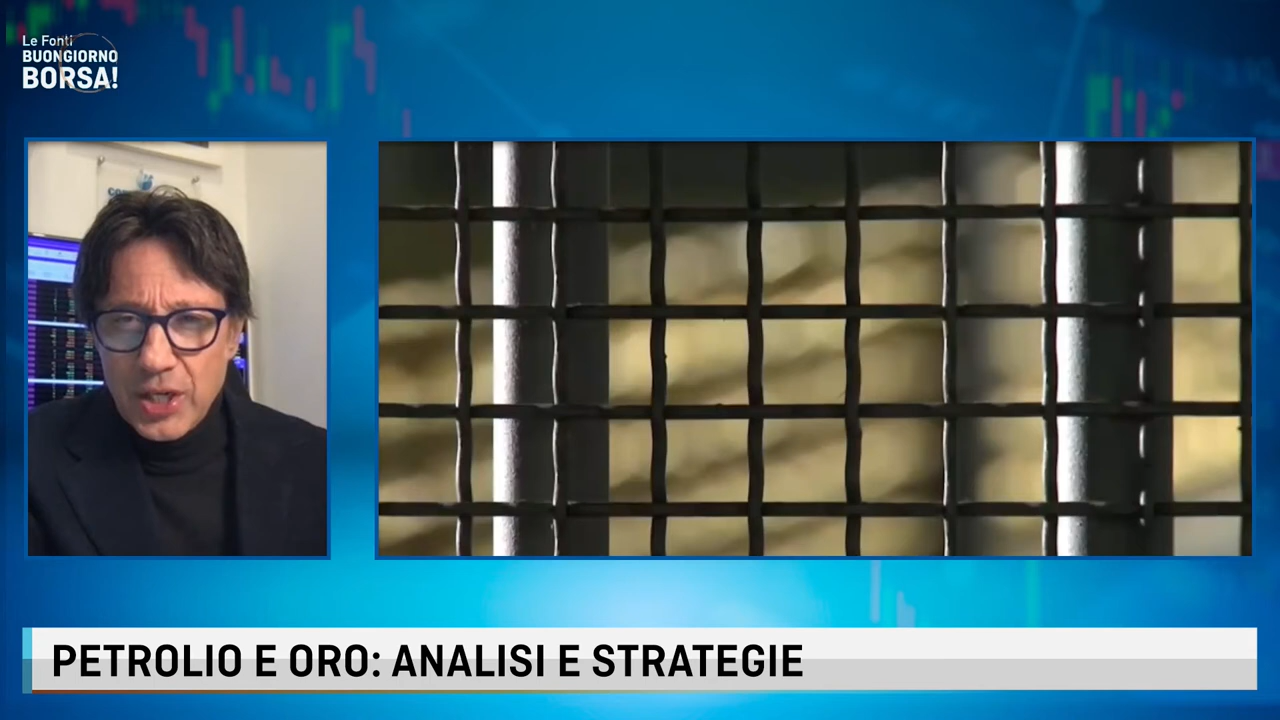 Le Fonti
BUONGIORNO
BORSA!
PETROLIO E ORO: ANALISI E STRATEGIE